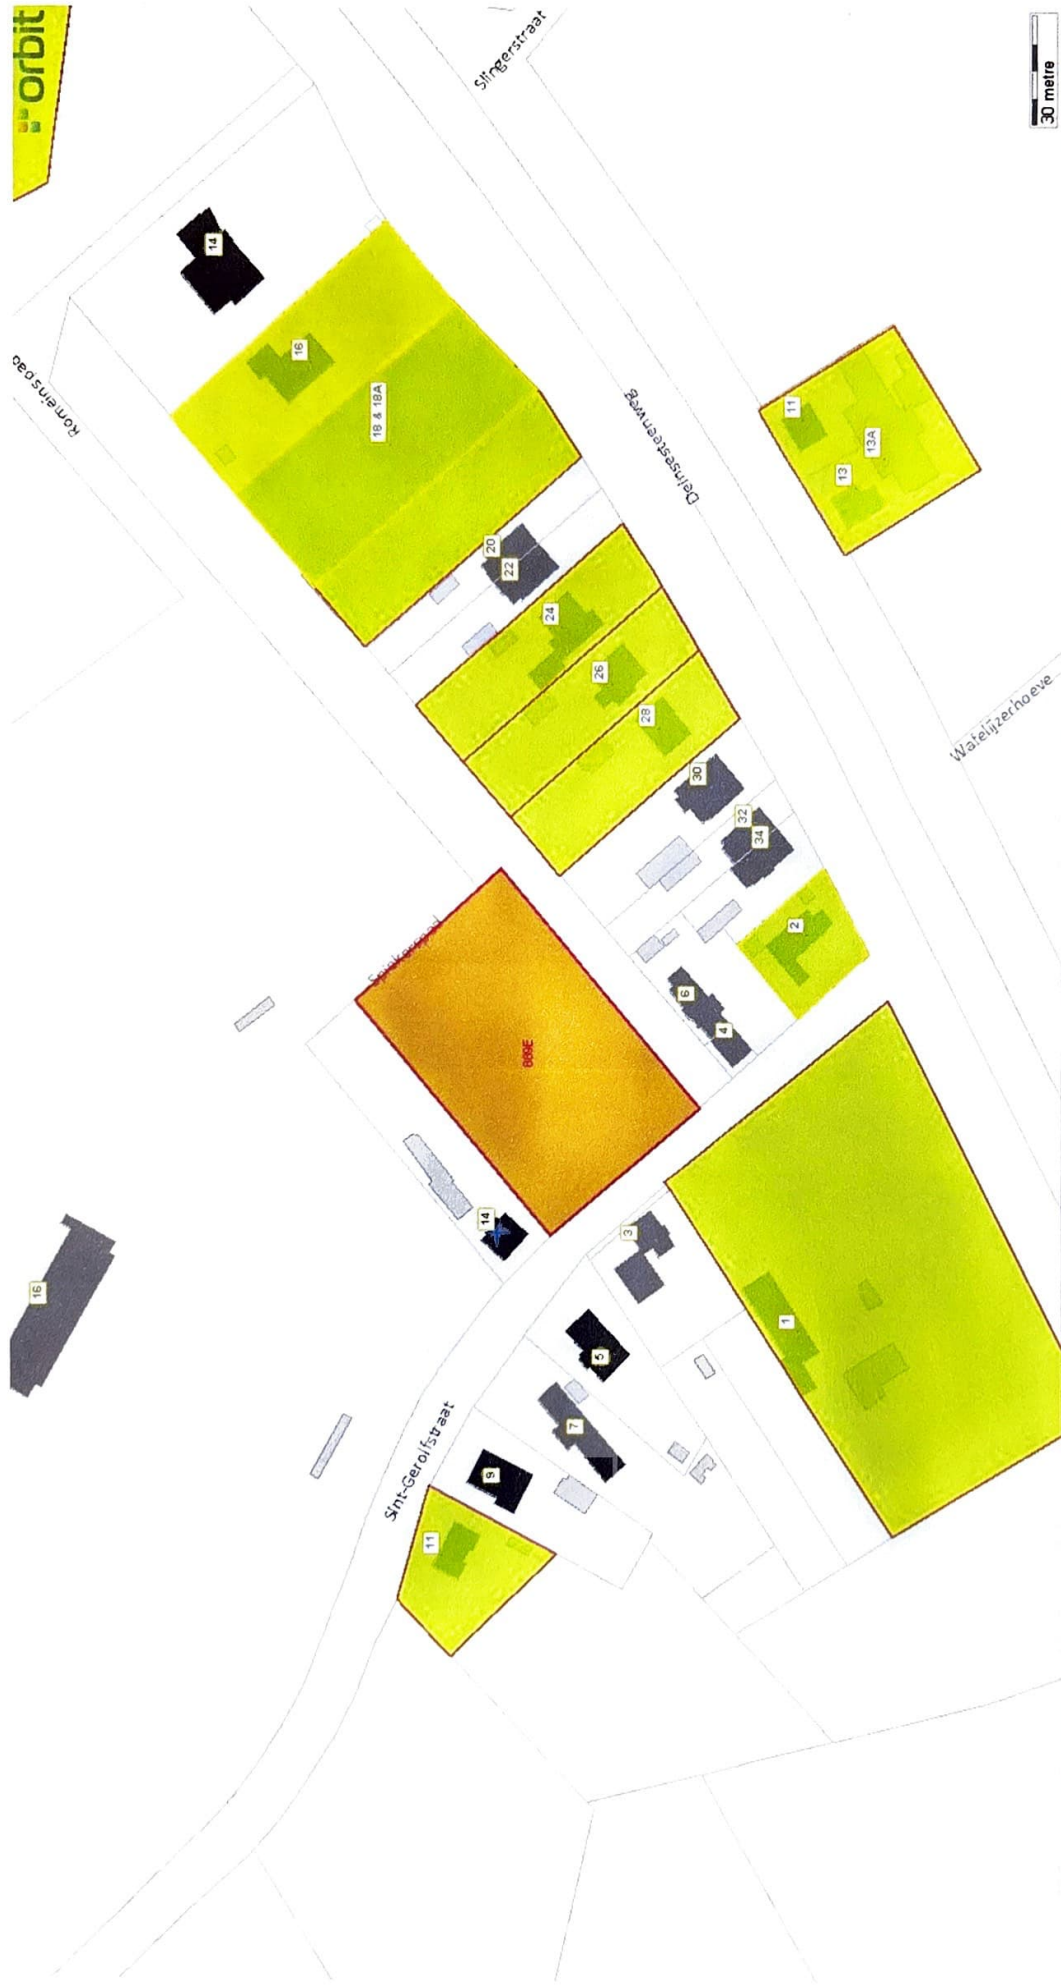 orbit
Slingerstraat
30 metre
14
Romeinspad
16
18 & 18A
Deinsesteenweg
11
13A
13
20
22
24
26
28
30
32
34
Watelijzerhoeve
2
6
4
889E
14
16
3
1
5
7
9
Sint-Gerolfstraat
11